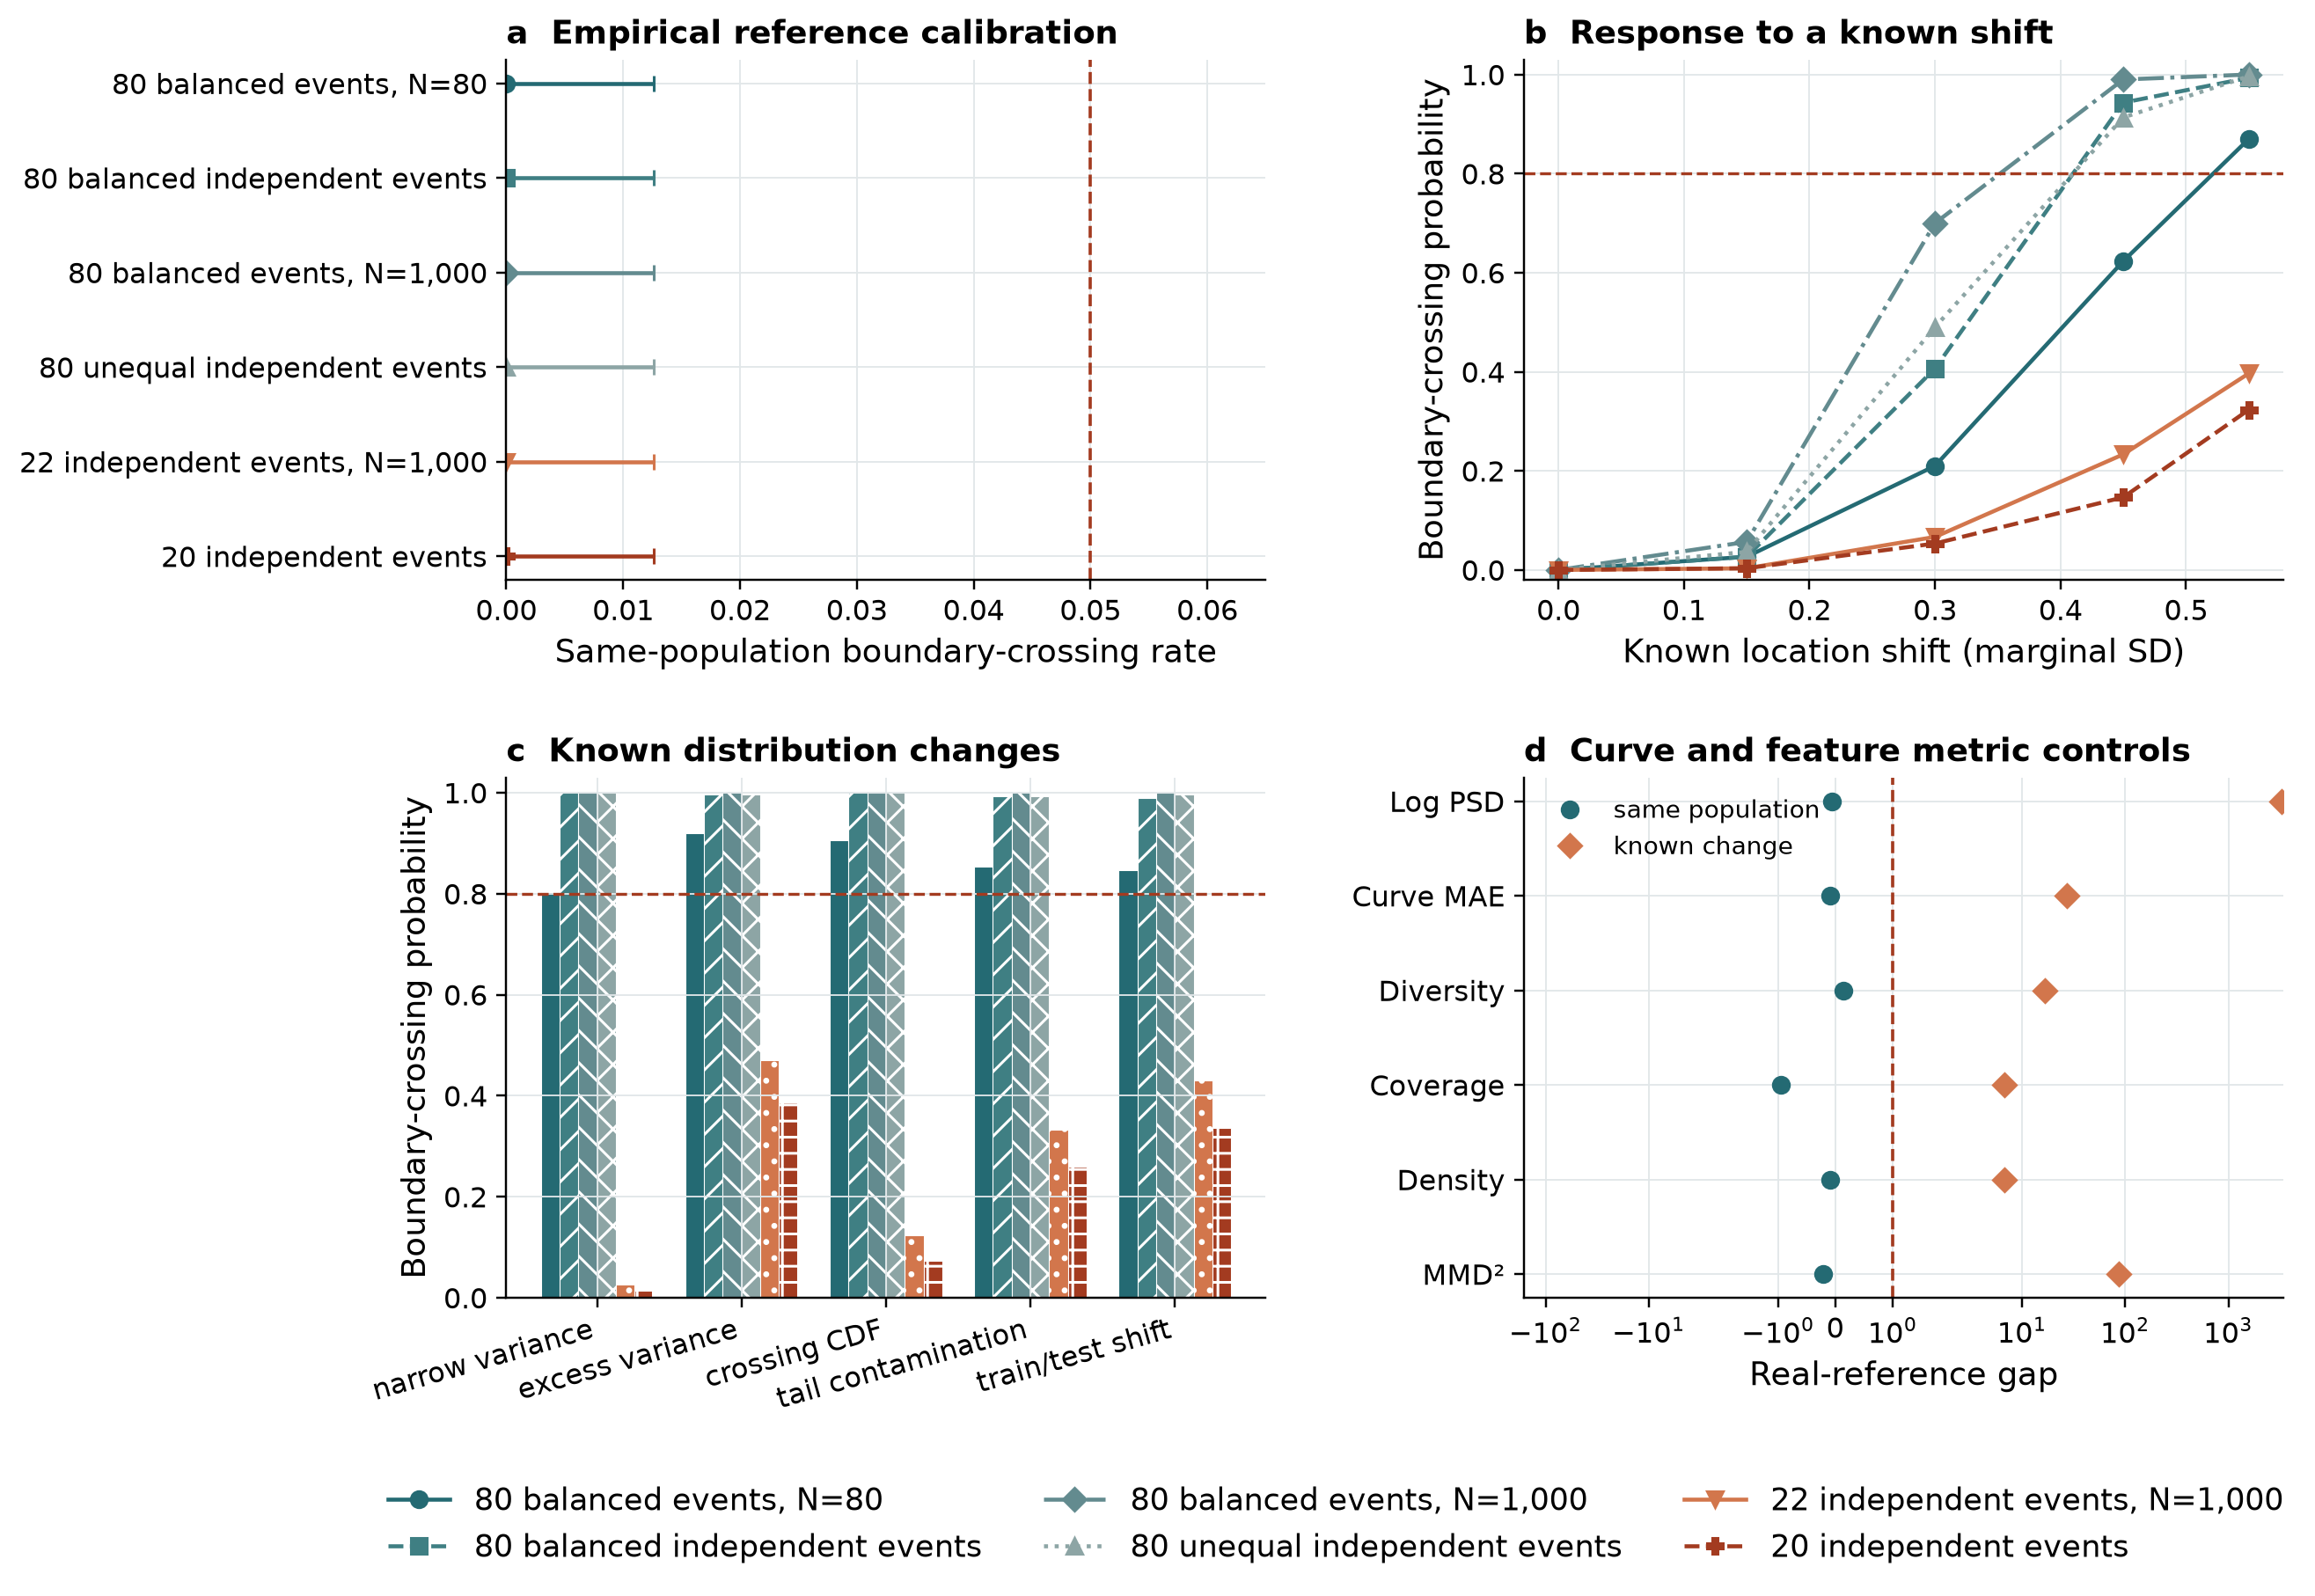 a Empirical reference calibration
80 balanced events, N=80
80 balanced independent events
80 balanced events, N=1,000
80 unequal independent events
22 independent events, N=1,000
20 independent events
0.00 0.01 0.02 0.03 0.04 0.05 0.06
Same-population boundary-crossing rate
b Response to a known shift
Boundary-crossing probability
1.0
0.8
0.6
0.4
0.2
0.0
0.0 0.1 0.2 0.3 0.4 0.5
Known location shift (marginal SD)
c Known distribution changes
Boundary-crossing probability
1.0
0.8
0.6
0.4
0.2
0.0
narrow variance
excess variance
crossing CDF
tail contamination
train/test shift
d Curve and feature metric controls
same population
known change
Log PSD
Curve MAE
Diversity
Coverage
Density
MMD²
−10² −10¹ −10⁰ 0 10⁰ 10¹ 10² 10³
Real-reference gap
80 balanced events, N=80
80 balanced independent events
80 balanced events, N=1,000
80 unequal independent events
22 independent events, N=1,000
20 independent events